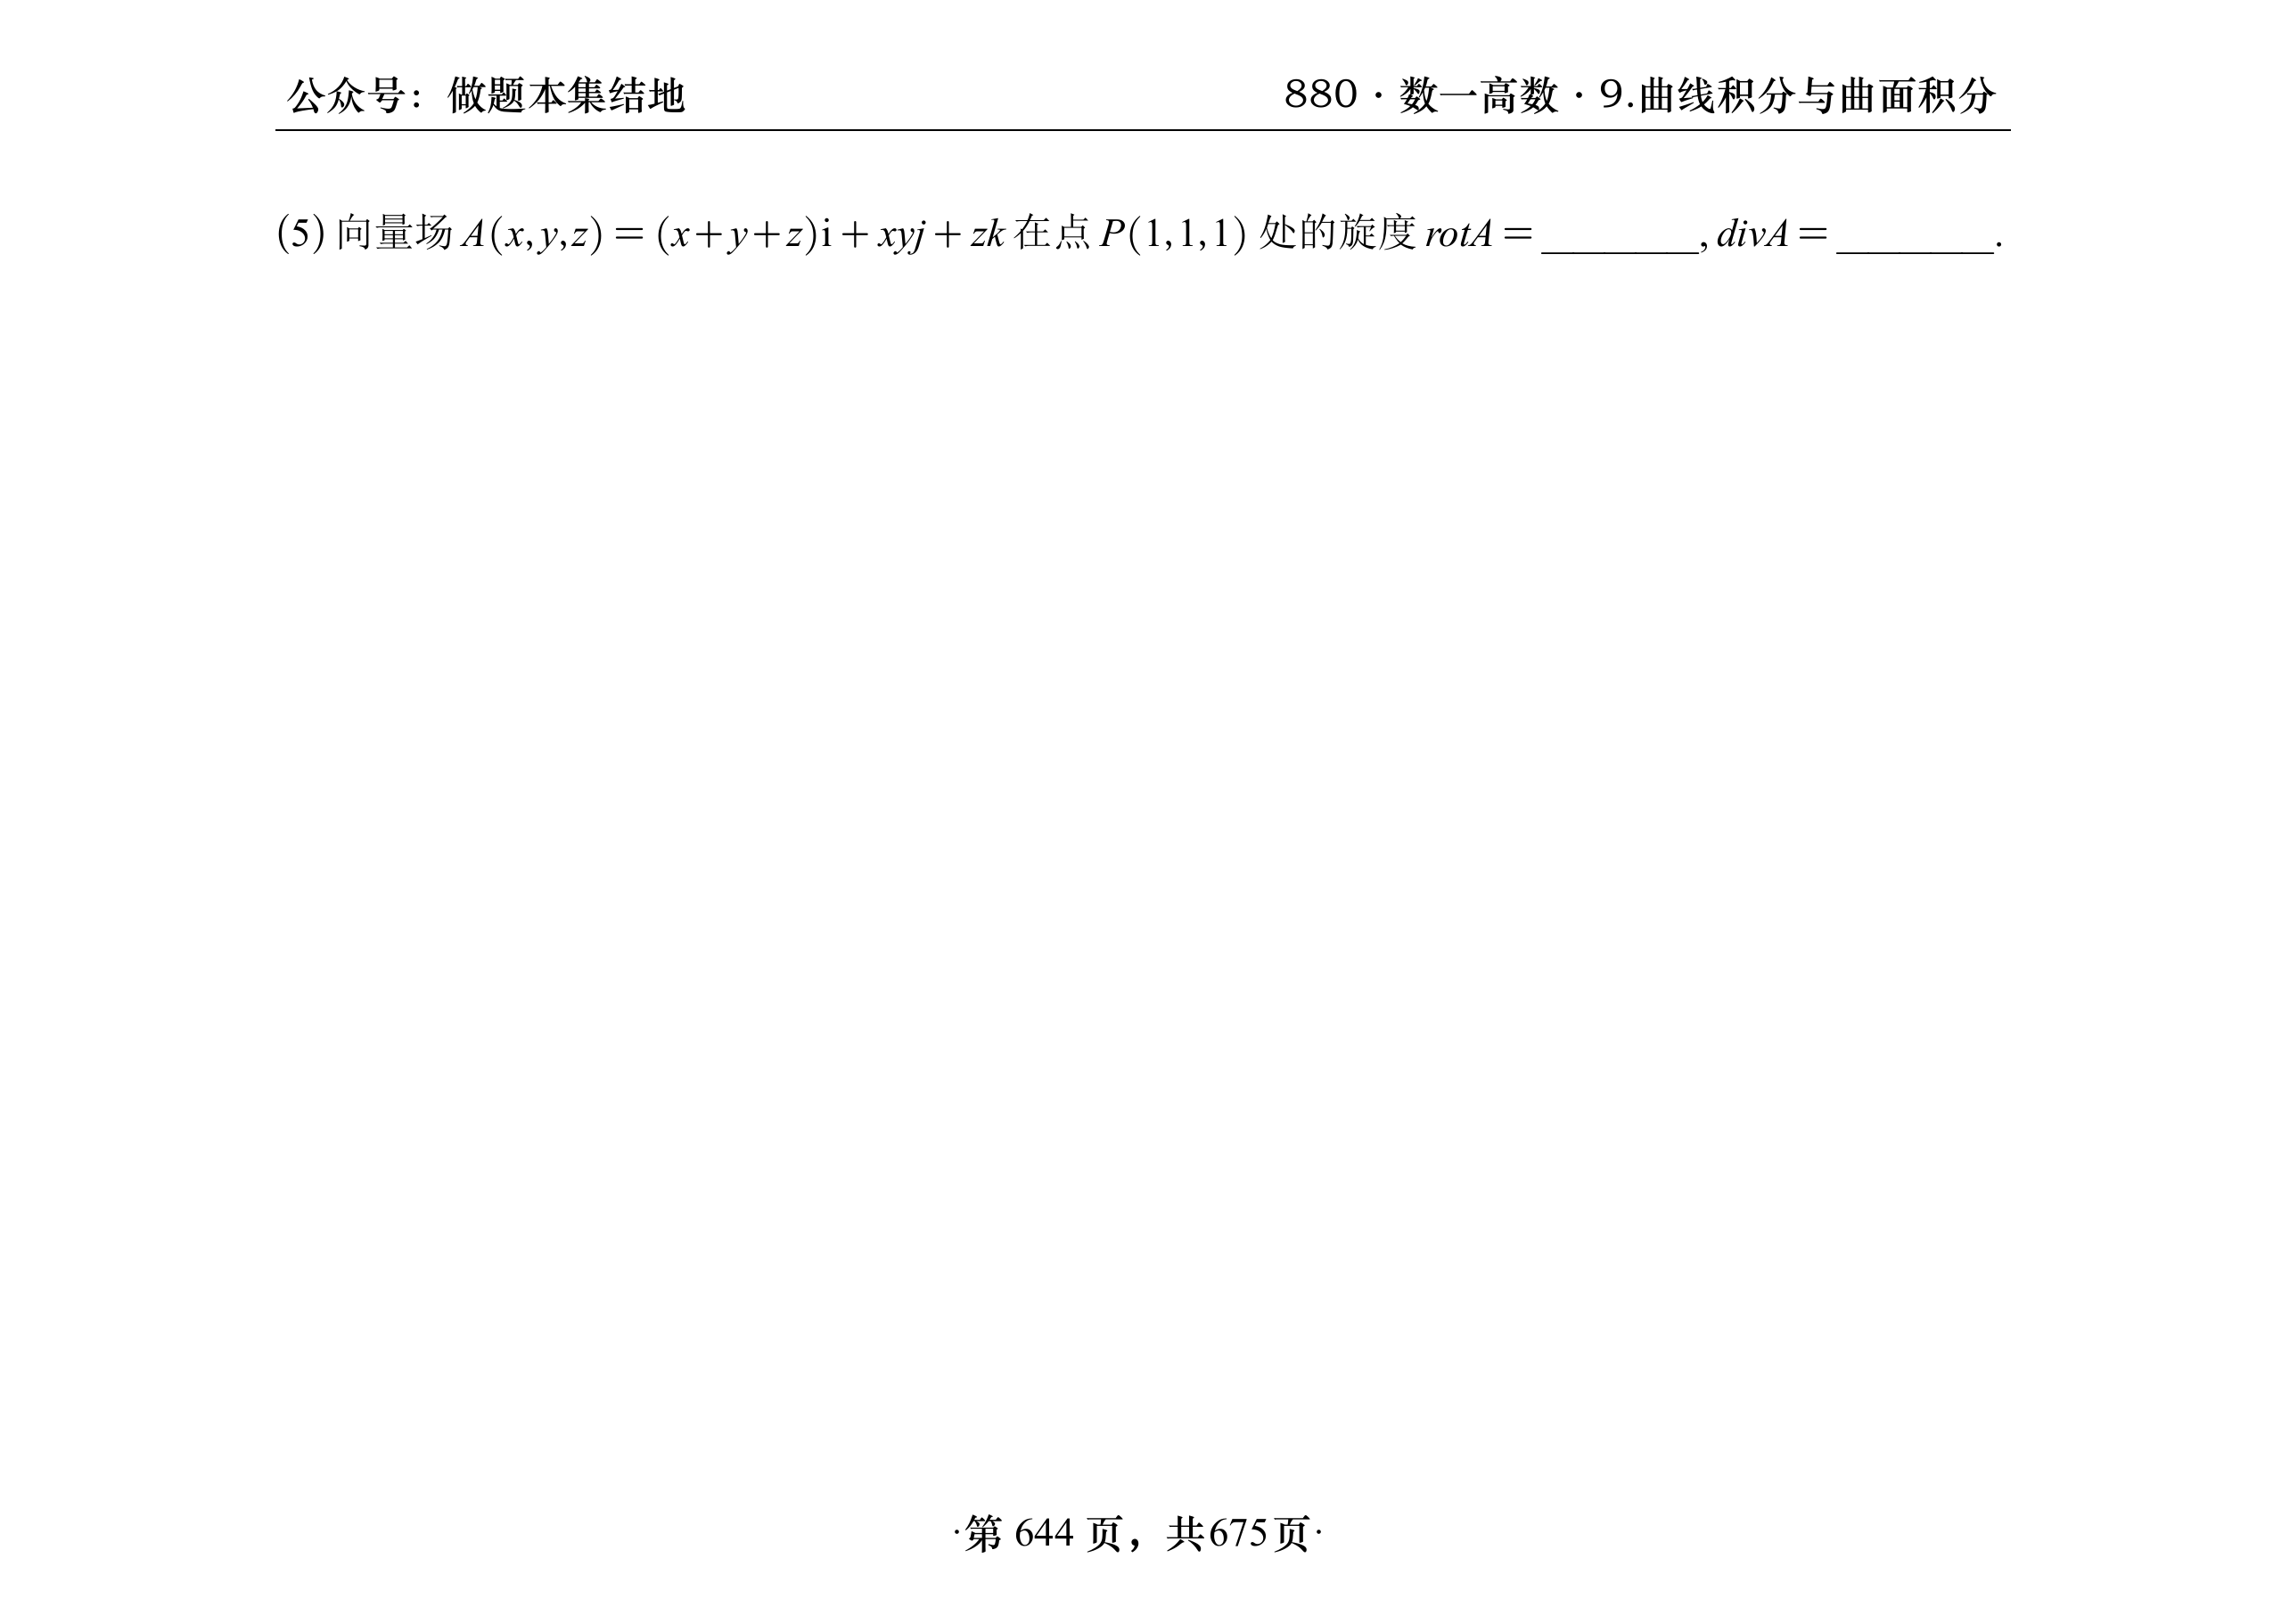 公众号：做题本集结地
880·数一高数·9.曲线积分与曲面积分
(5) 向量场 A(x,y,z) = (x+y+z)i + xyj + zk 在点 P(1,1,1) 处的旋度 rotA = ________, divA = ________.
·第 644 页，共675页·